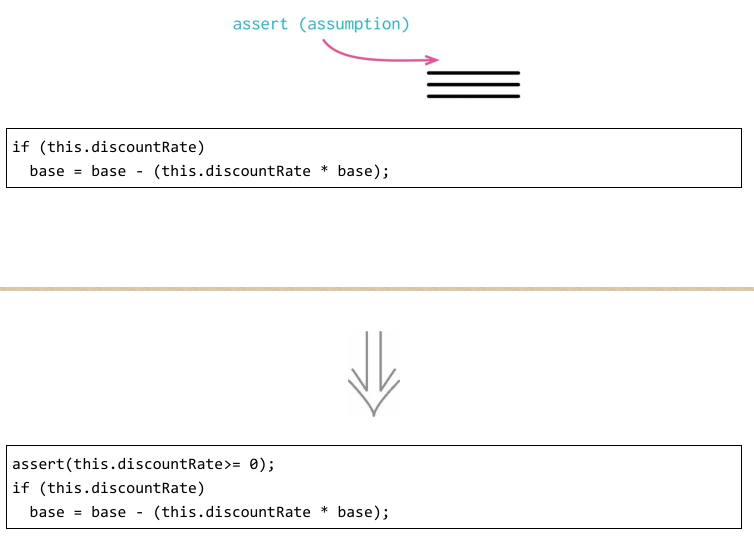 assert (assumption)
if (this.discountRate)
  base = base - (this.discountRate * base);
assert(this.discountRate>= 0);
if (this.discountRate)
  base = base - (this.discountRate * base);